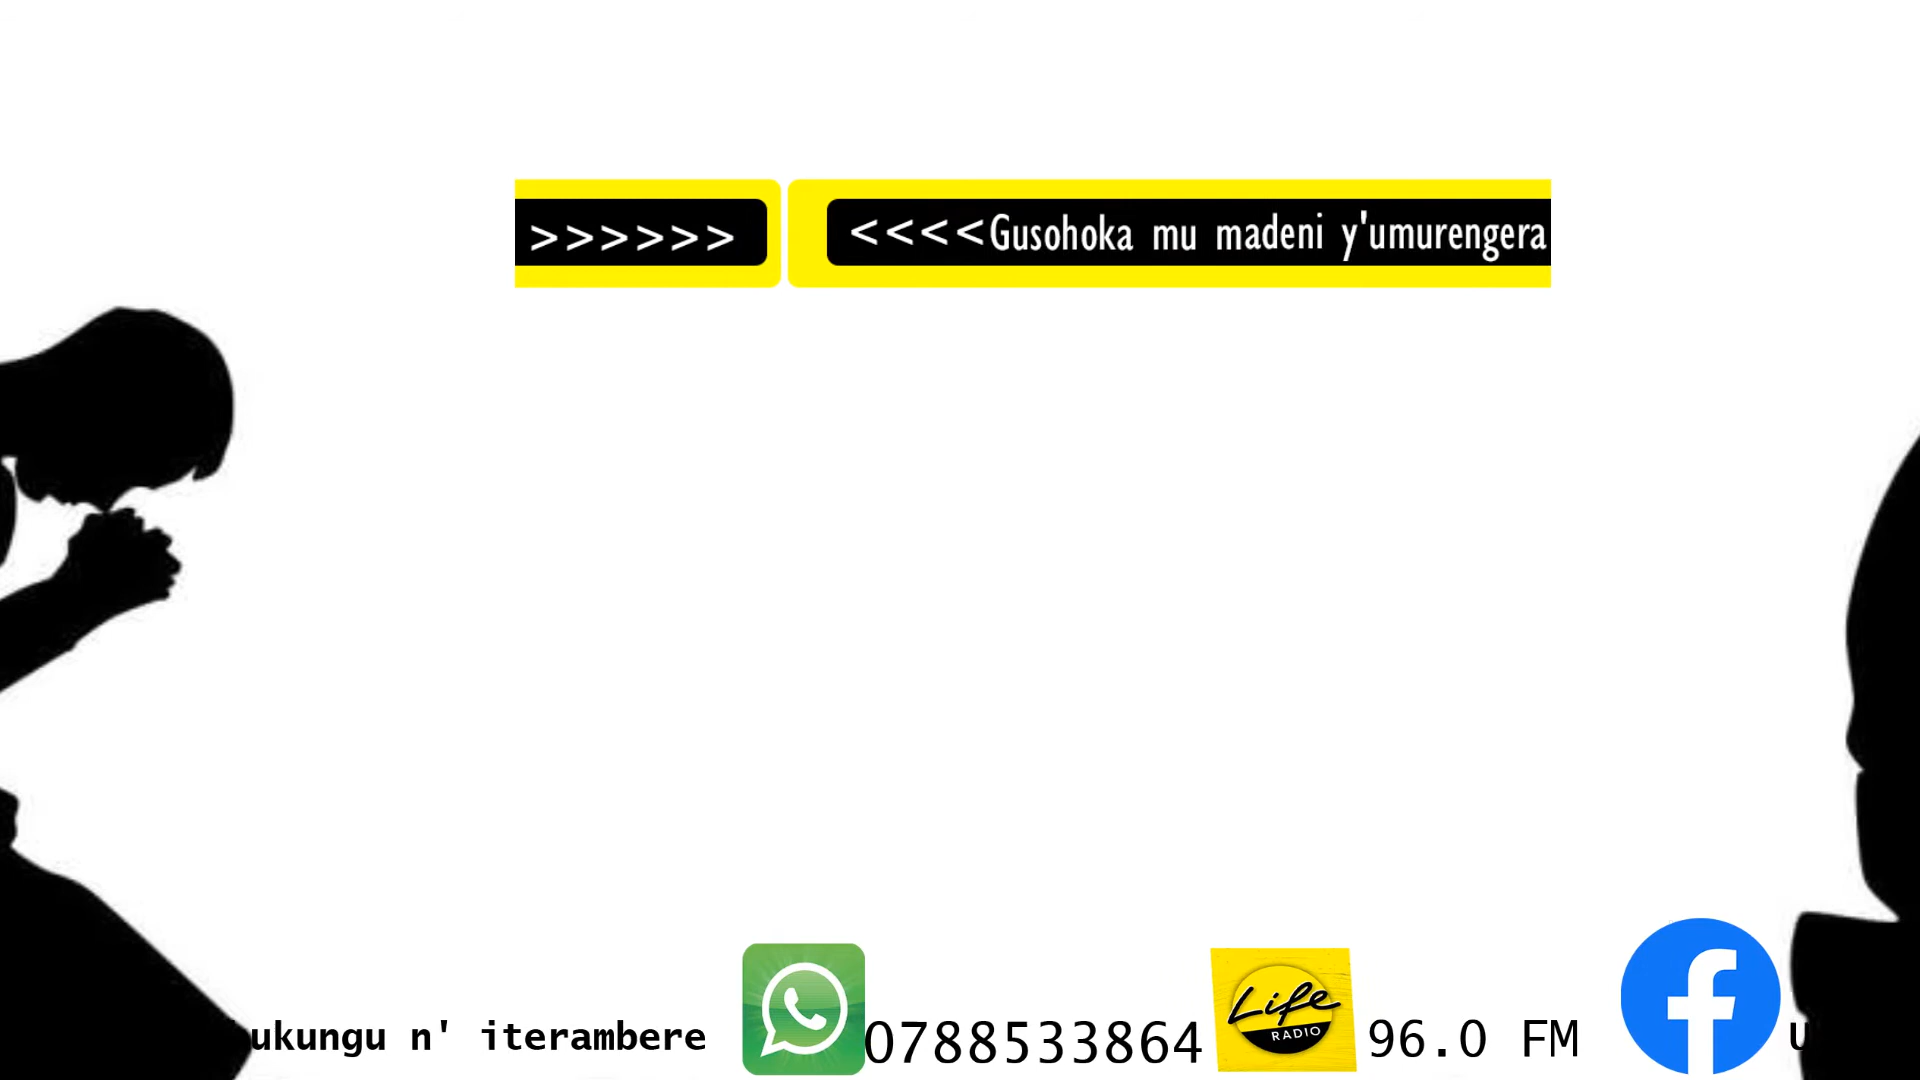 >>>>>> <<<<Gusohoka mu madeni y'umurengera
ukungu n' iterambere 0788533864 Life RADIO 96.0 FM U